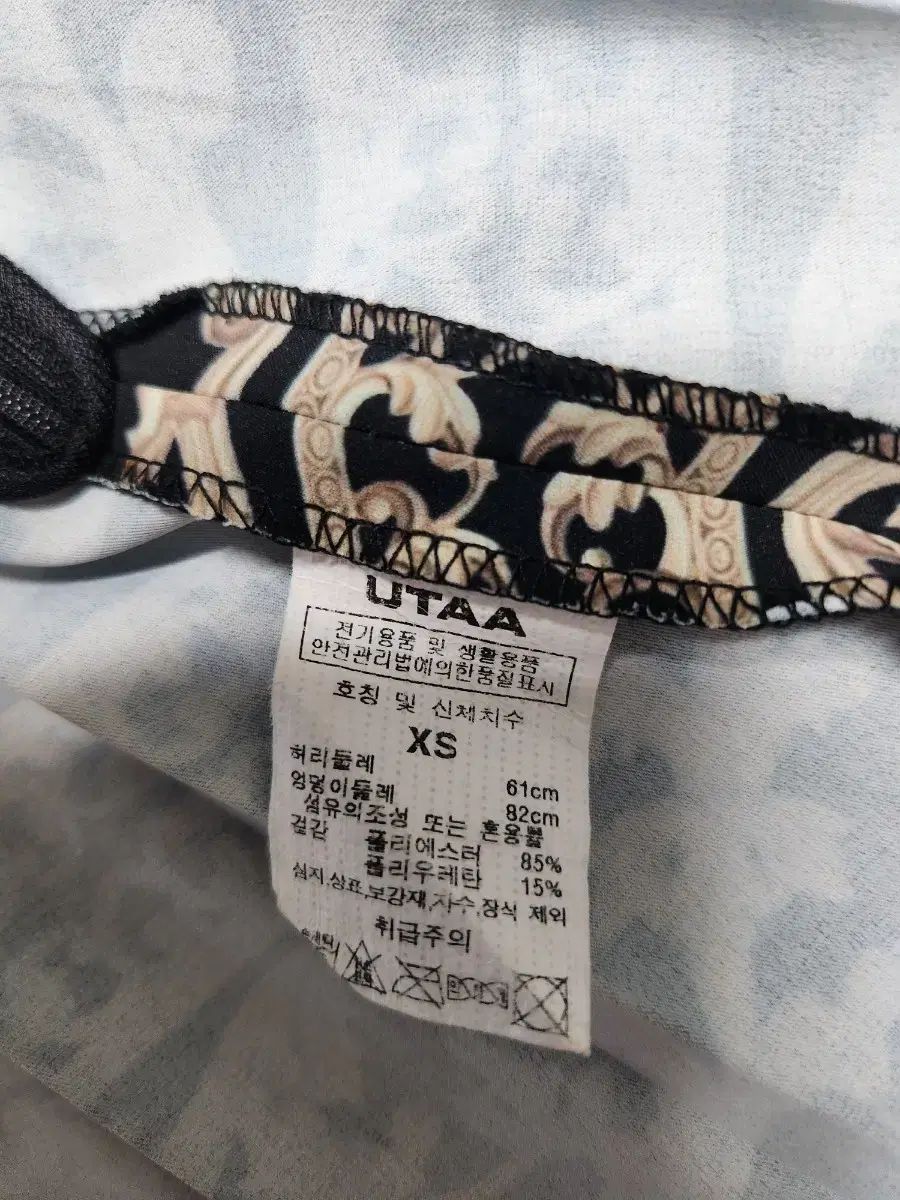 UTAA
전기용품 및 생활용품
안전관리법에의한품질표시
호칭 및 신체치수
XS
허리둘레 61cm
엉덩이둘레 82cm
섬유의조성 또는 혼용률
겉감 폴리에스터 85%
폴리우레탄 15%
심지,상표,보강재,자수,장식 제외
취급주의